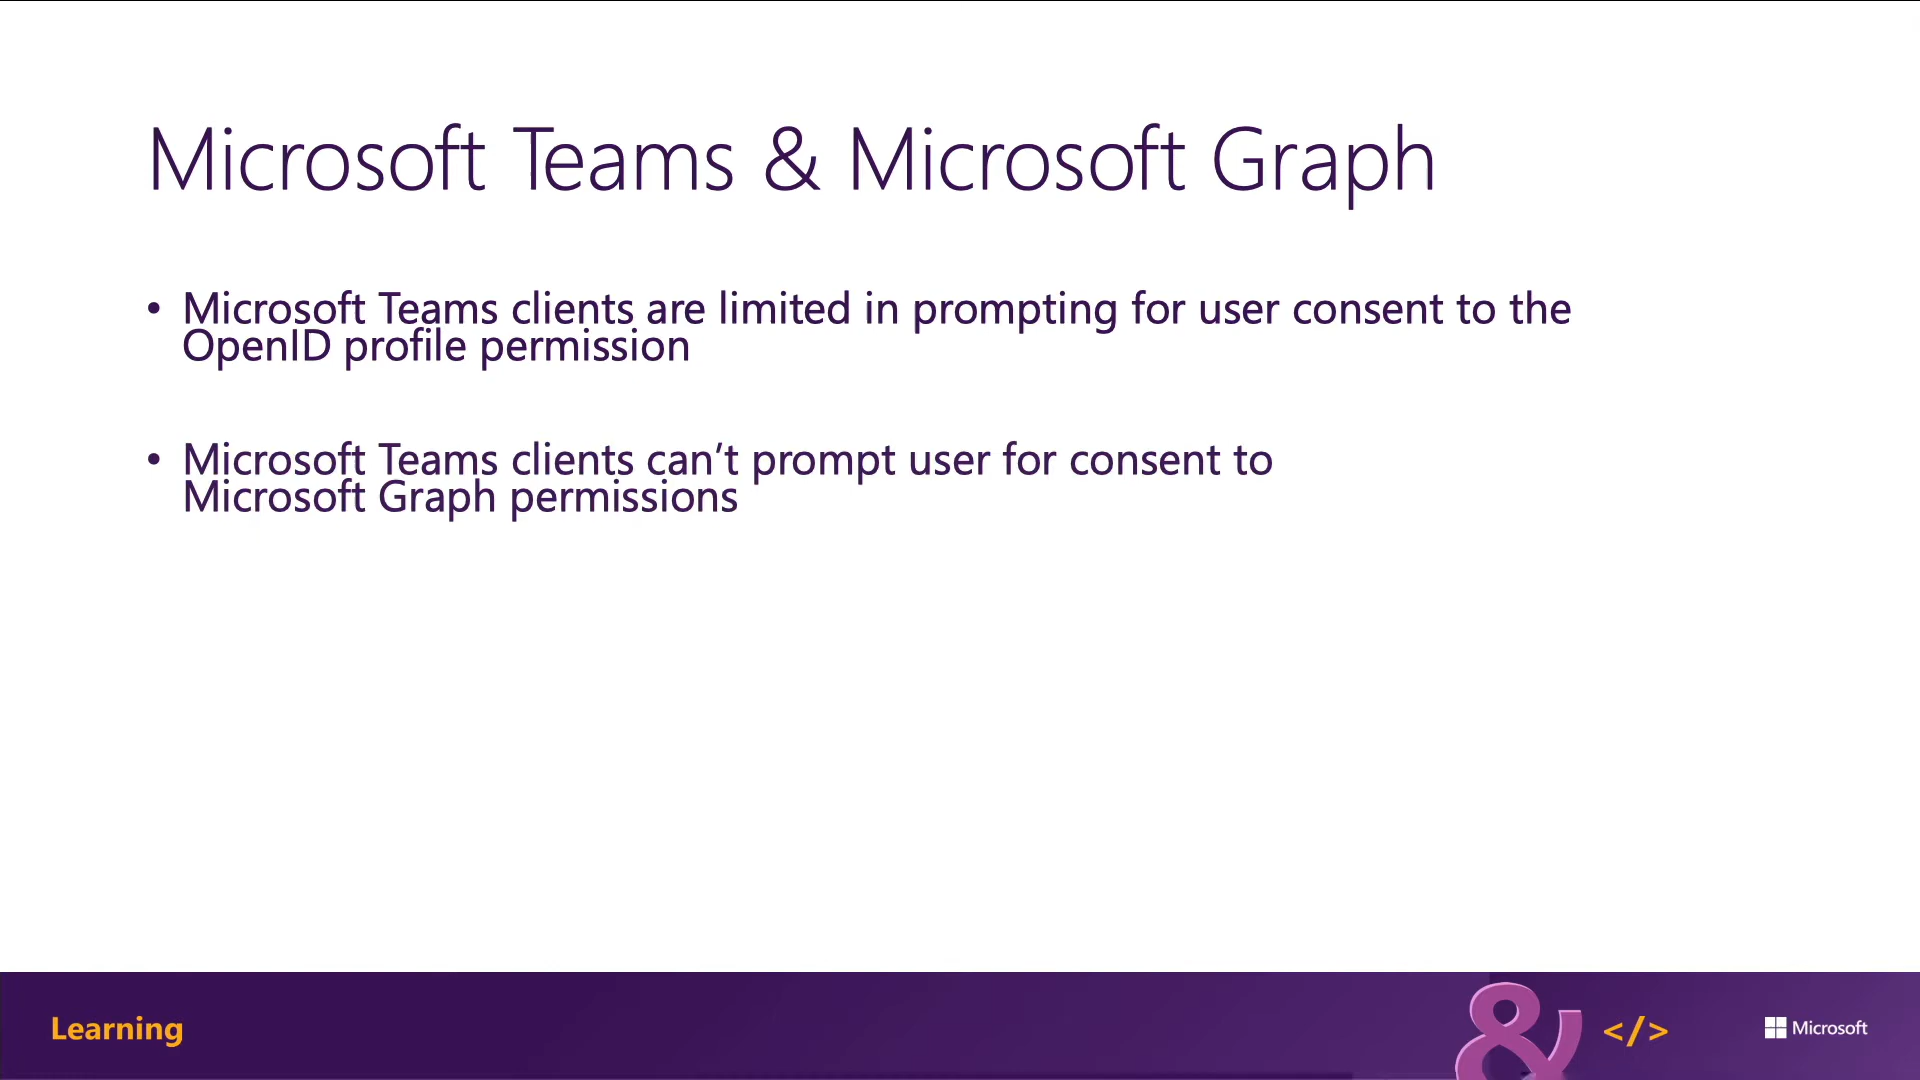 Microsoft Teams & Microsoft Graph
• Microsoft Teams clients are limited in prompting for user consent to the
OpenID profile permission
• Microsoft Teams clients can’t prompt user for consent to
Microsoft Graph permissions
Learning
& </>
Microsoft